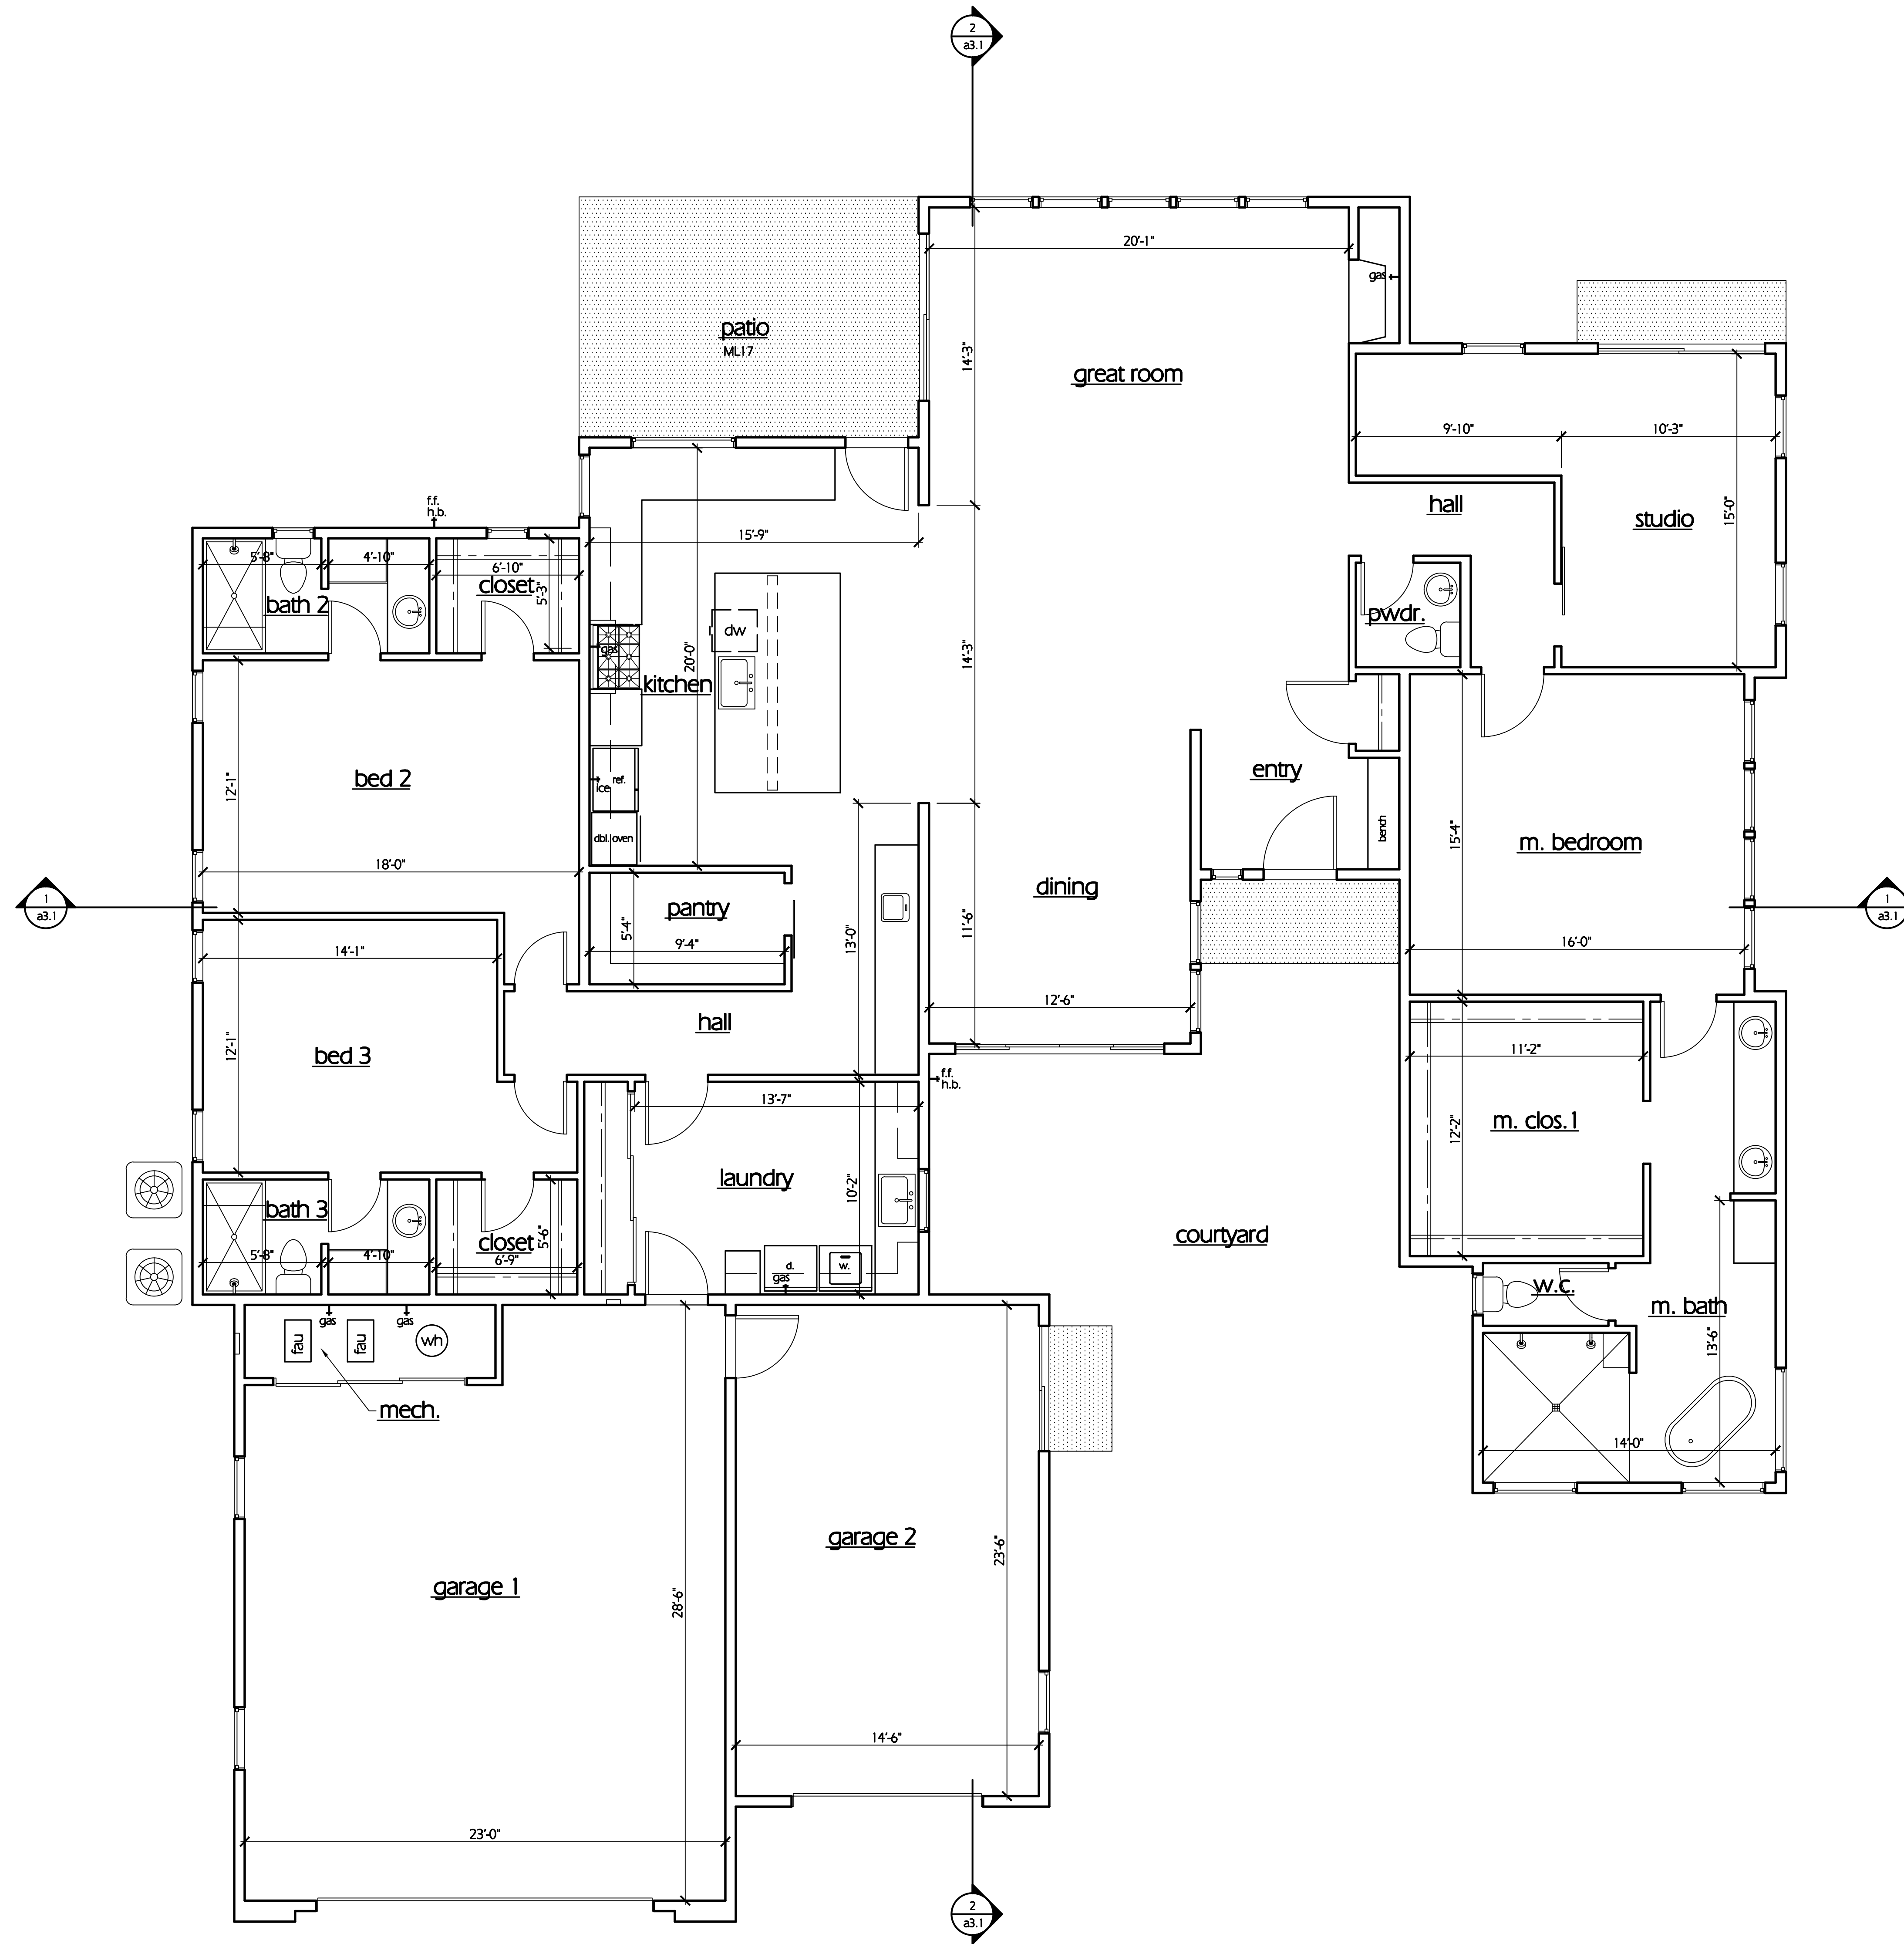 2
a3.1
20'-1"
gas
patio
ML17
14'-3"
great room
9'-10"
10'-3"
f.f.
h.b.
hall
studio
15'-0"
15'-9"
5'-8"
4'-10"
6'-10"
closet
5'-3"
bath 2
dw
pwdr.
gas
20'-0"
14'-3"
kitchen
bed 2
12'-1"
ref.
ice
entry
bench
dbl. oven
15'-4"
m. bedroom
18'-0"
dining
1
a3.1
1
a3.1
pantry
5'-4"
9'-4"
13'-0"
11'-6"
16'-0"
14'-1"
12'-6"
hall
bed 3
12'-1"
11'-2"
f.f.
h.b.
13'-7"
m. clos.1
12'-2"
laundry
10'-2"
bath 3
closet
5'-6"
5'-8"
4'-10"
6'-9"
courtyard
d.
gas
w.
w.c.
m. bath
13'-6"
gas
gas
fau
fau
wh
mech.
14'-0"
garage 2
23'-6"
garage 1
28'-6"
14'-6"
23'-0"
2
a3.1